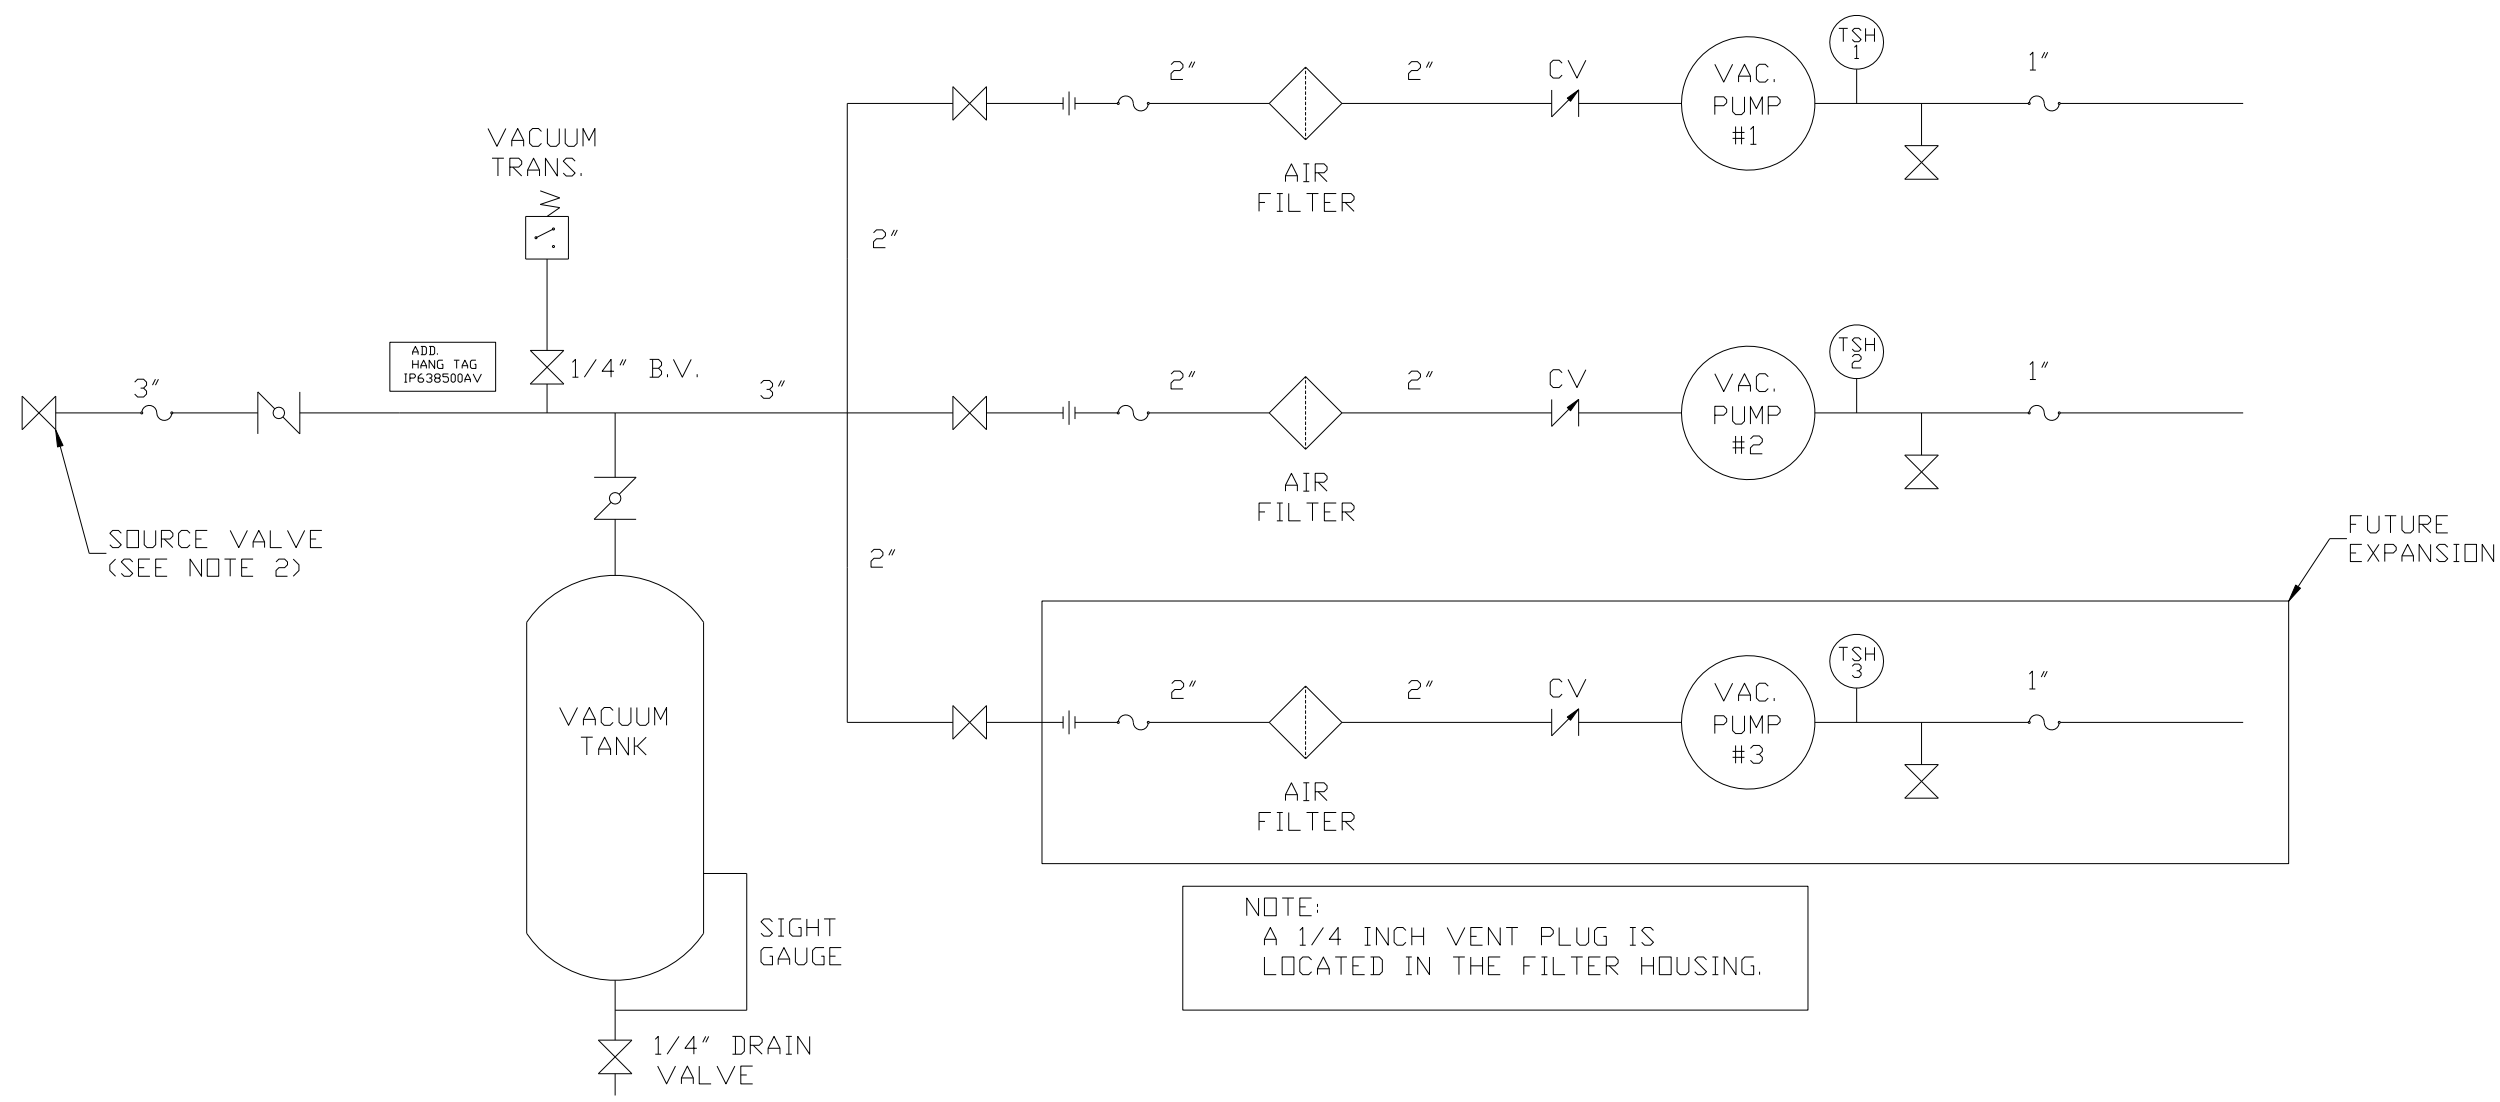 TSH
1
VAC.
PUMP
#1
2"
2"
CV
1"
AIR
FILTER
VACUUM
TRANS.
2"
ADD.
HANG TAG
IP638500AV
1/4" B.V.
3"
3"
2"
2"
CV
VAC.
PUMP
#2
TSH
2
1"
AIR
FILTER
SOURCE VALVE
(SEE NOTE 2)
2"
FUTURE
EXPANSION
VACUUM
TANK
2"
2"
CV
VAC.
PUMP
#3
TSH
3
1"
AIR
FILTER
SIGHT
GAUGE
NOTE:
A 1/4 INCH VENT PLUG IS
LOCATED IN THE FILTER HOUSING.
1/4" DRAIN
VALVE